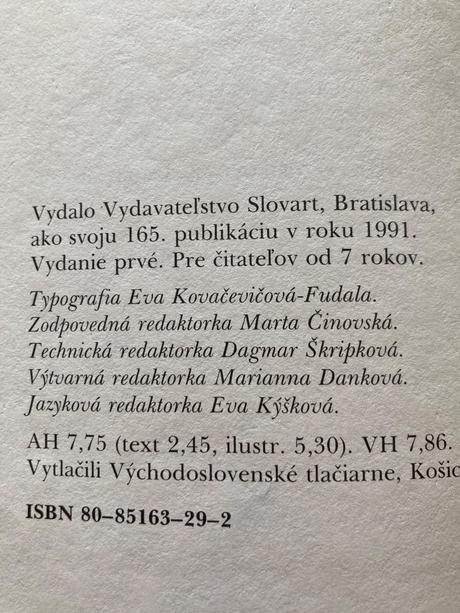 Vydalo Vydavateľstvo Slovart, Bratislava,
ako svoju 165. publikáciu v roku 1991.
Vydanie prvé. Pre čitateľov od 7 rokov.
Typografia Eva Kovačevičová-Fudala.
Zodpovedná redaktorka Marta Činovská.
Technická redaktorka Dagmar Škripková.
Výtvarná redaktorka Marianna Danková.
Jazyková redaktorka Eva Kýšková.
AH 7,75 (text 2,45, ilustr. 5,30). VH 7,86.
Vytlačili Východoslovenské tlačiarne, Košic
ISBN 80–85163–29–2